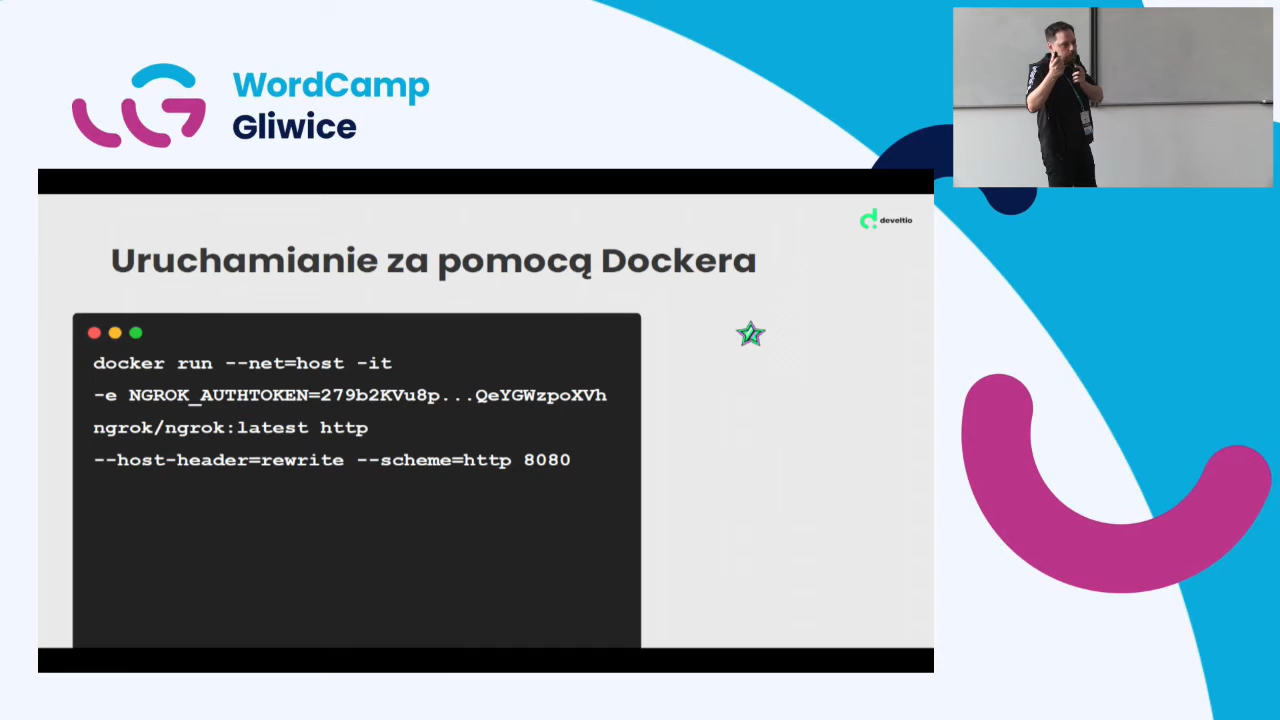 WordCamp
Gliwice
develtio
Uruchamianie za pomocą Dockera
docker run --net=host -it
-e NGROK_AUTHTOKEN=279b2KVu8p...QeYGWzpoXVh
ngrok/ngrok:latest http
--host-header=rewrite --scheme=http 8080